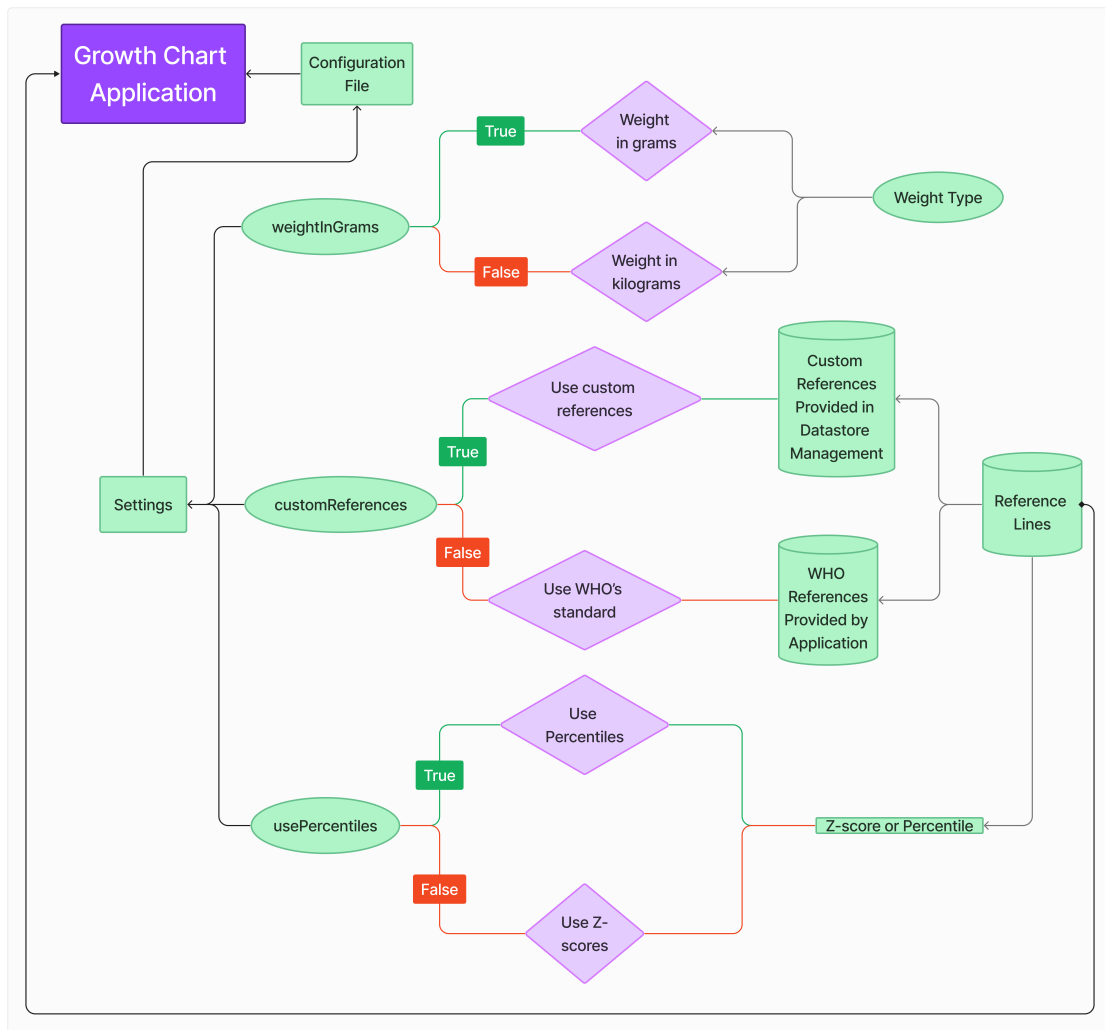 Growth Chart
Application
Configuration
File
Weight
in grams
True
Weight Type
weightInGrams
Weight in
kilograms
False
Custom
References
Provided in
Datastore
Management
Use custom
references
True
Settings
customReferences
Reference
Lines
False
WHO
References
Provided by
Application
Use WHO’s
standard
Use
Percentiles
True
usePercentiles
Z-score or Percentile
False
Use Z-
scores